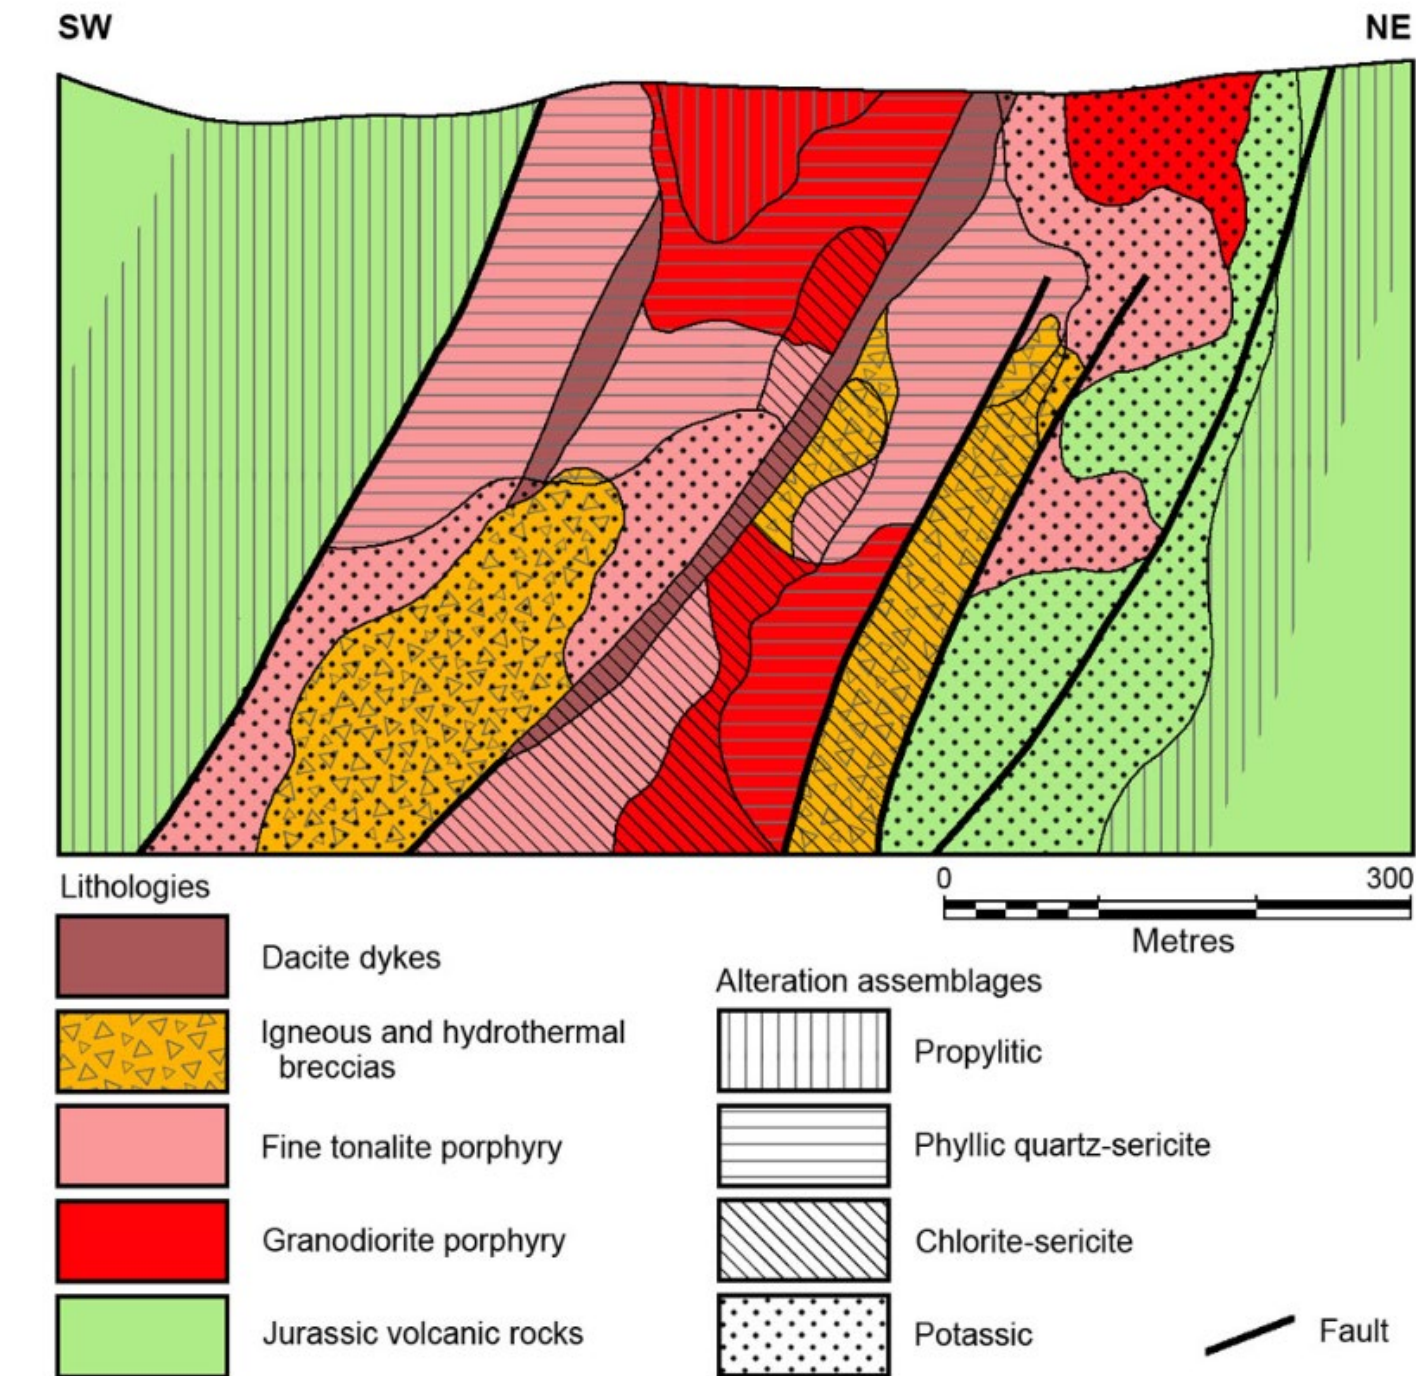 SW
NE
Lithologies
Dacite dykes
Igneous and hydrothermal
breccias
Fine tonalite porphyry
Granodiorite porphyry
Jurassic volcanic rocks
0
300
Metres
Alteration assemblages
Propylitic
Phyllic quartz-sericite
Chlorite-sericite
Potassic
Fault